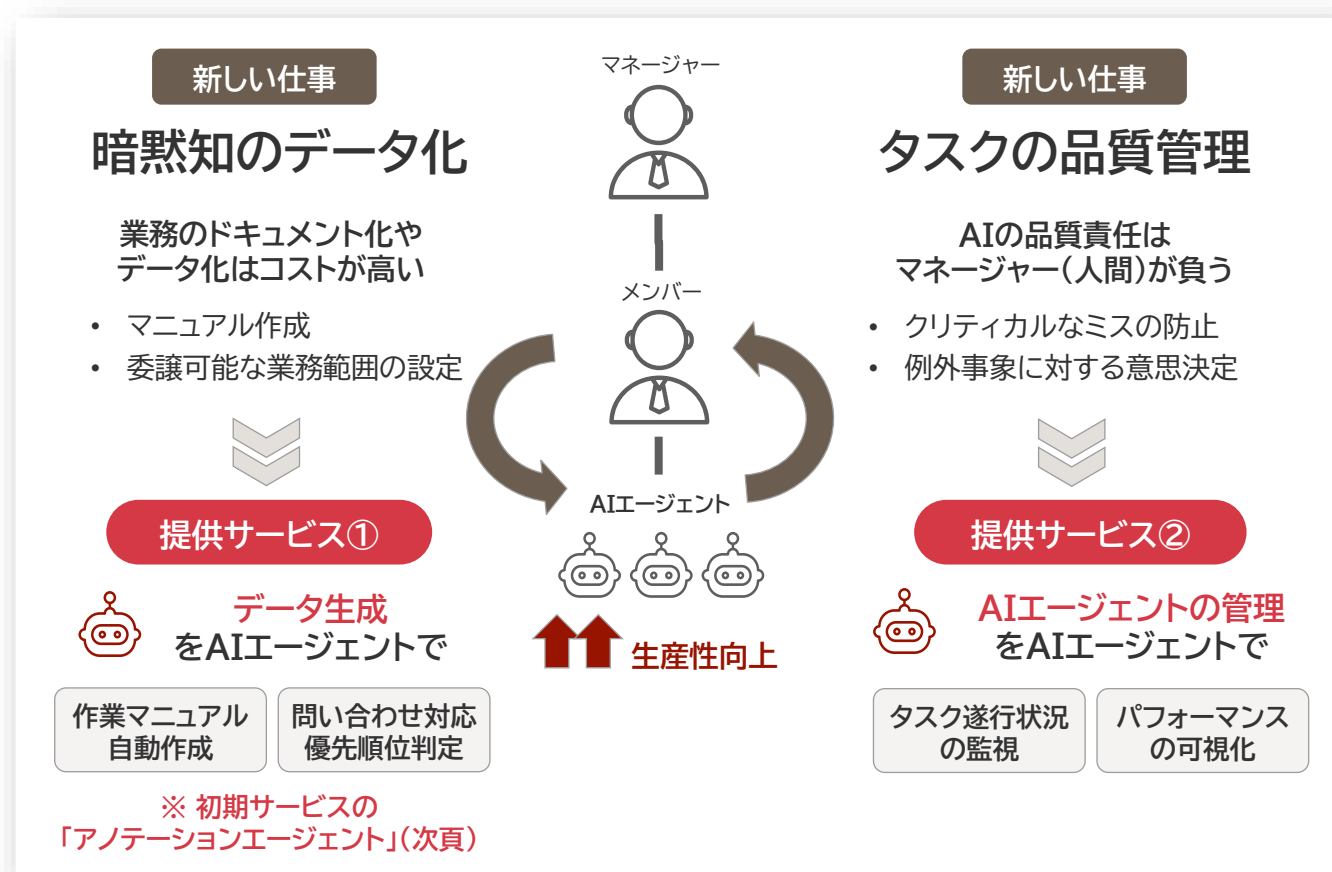 新しい仕事
暗黙知のデータ化
業務のドキュメント化や
データ化はコストが高い
• マニュアル作成
• 委譲可能な業務範囲の設定
提供サービス①
データ生成
をAIエージェントで
作業マニュアル
自動作成
問い合わせ対応
優先順位判定
※ 初期サービスの
「アノテーションエージェント」(次頁)
マネージャー
メンバー
AIエージェント
生産性向上
新しい仕事
タスクの品質管理
AIの品質責任は
マネージャー(人間)が負う
• クリティカルなミスの防止
• 例外事象に対する意思決定
提供サービス②
AIエージェントの管理
をAIエージェントで
タスク遂行状況
の監視
パフォーマンス
の可視化